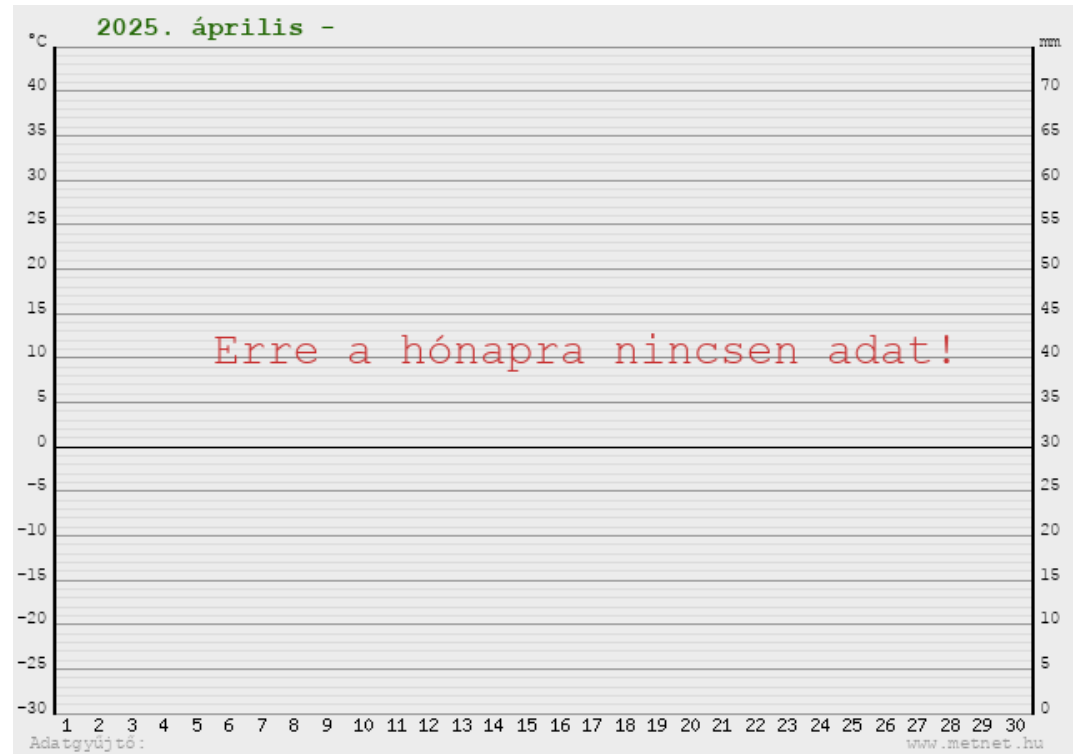 2025. április -
°C
mm
40 70
35 65
30 60
25 55
20 50
15 45
Erre a hónapra nincsen adat!
10 40
5 35
0 30
-5 25
-10 20
-15 15
-20 10
-25 5
-30 0
1 2 3 4 5 6 7 8 9 10 11 12 13 14 15 16 17 18 19 20 21 22 23 24 25 26 27 28 29 30
Adatgyűjtő: www.metnet.hu